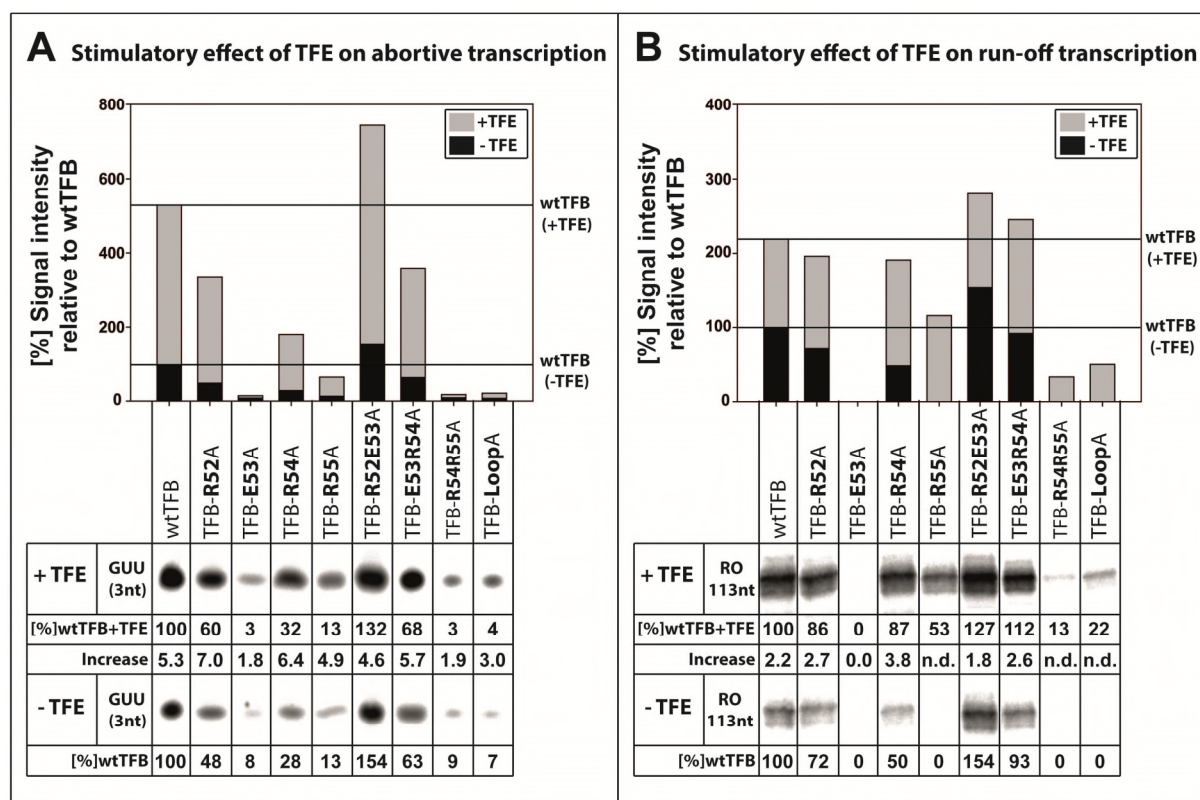 A Stimulatory effect of TFE on abortive transcription
[%] Signal intensity
relative to wtTFB
800
600
400
200
0
+TFE
- TFE
wtTFB
(+TFE)
wtTFB
(-TFE)
wtTFB
TFB-R52A
TFB-E53A
TFB-R54A
TFB-R55A
TFB-R52E53A
TFB-E53R54A
TFB-R54R55A
TFB-LoopA
+ TFE GUU
(3nt)
[%]wtTFB+TFE 100 60 3 32 13 132 68 3 4
Increase 5.3 7.0 1.8 6.4 4.9 4.6 5.7 1.9 3.0
- TFE GUU
(3nt)
[%]wtTFB 100 48 8 28 13 154 63 9 7
B Stimulatory effect of TFE on run-off transcription
[%] Signal intensity
relative to wtTFB
400
300
200
100
0
+TFE
- TFE
wtTFB
(+TFE)
wtTFB
(-TFE)
wtTFB
TFB-R52A
TFB-E53A
TFB-R54A
TFB-R55A
TFB-R52E53A
TFB-E53R54A
TFB-R54R55A
TFB-LoopA
+ TFE RO
113nt
[%]wtTFB+TFE 100 86 0 87 53 127 112 13 22
Increase 2.2 2.7 0.0 3.8 n.d. 1.8 2.6 n.d. n.d.
- TFE RO
113nt
[%]wtTFB 100 72 0 50 0 154 93 0 0